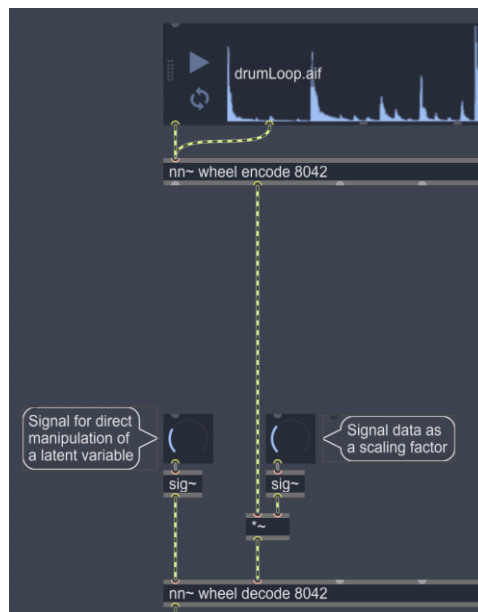 drumLoop.aif
nn~ wheel encode 8042
Signal for direct
manipulation of
a latent variable
Signal data as
a scaling factor
sig~
sig~
*~
nn~ wheel decode 8042